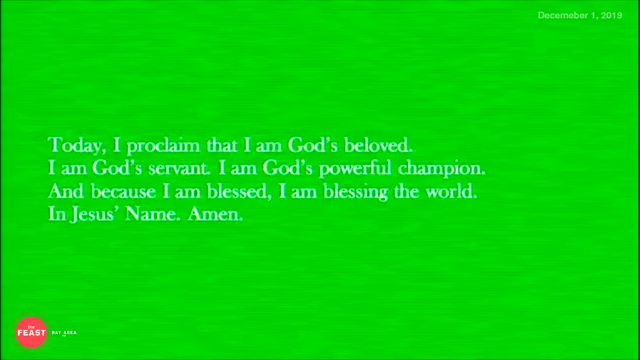 Decemeber 1, 2019
Today, I proclaim that I am God's beloved.
I am God's servant. I am God's powerful champion.
And because I am blessed, I am blessing the world.
In Jesus' Name. Amen.
the
FEAST BAY AREA